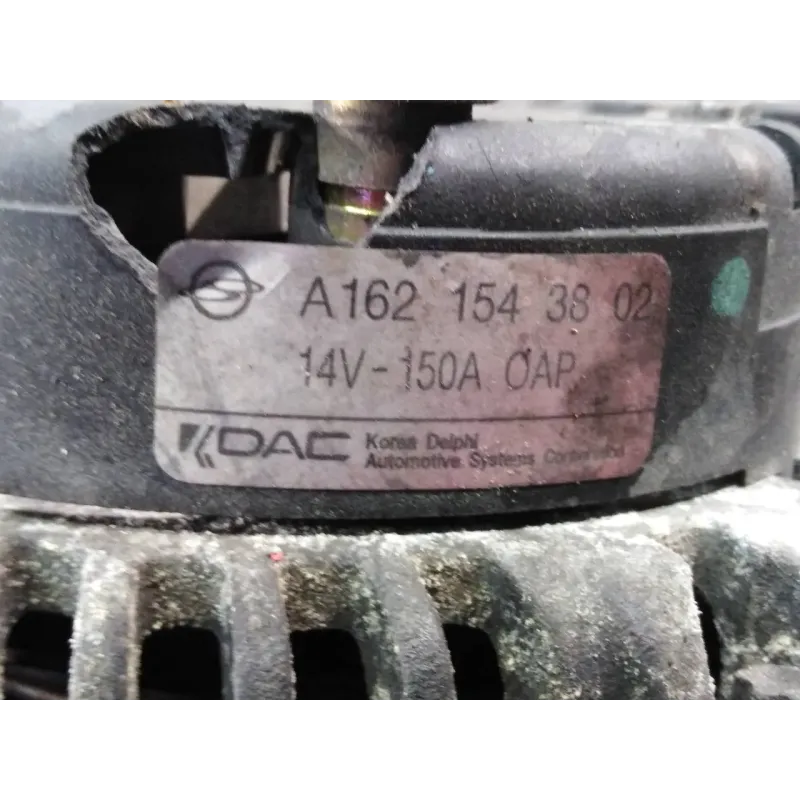 A162 154 38 02
14V-150A OAP
KDAC Korea Delphi
Automotive Systems Corporation